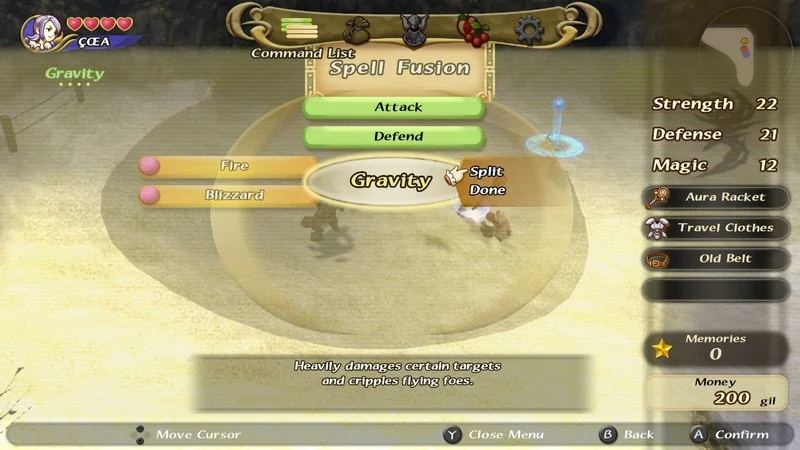 ÇŒA
Command List
Gravity
Spell Fusion
Attack
Defend
Fire
Blizzard
Gravity
Split
Done
Strength 22
Defense 21
Magic 12
Aura Racket
Travel Clothes
Old Belt
Memories
0
Money
200 gil
Heavily damages certain targets
and cripples flying foes.
Move Cursor
Y Close Menu
B Back
A Confirm